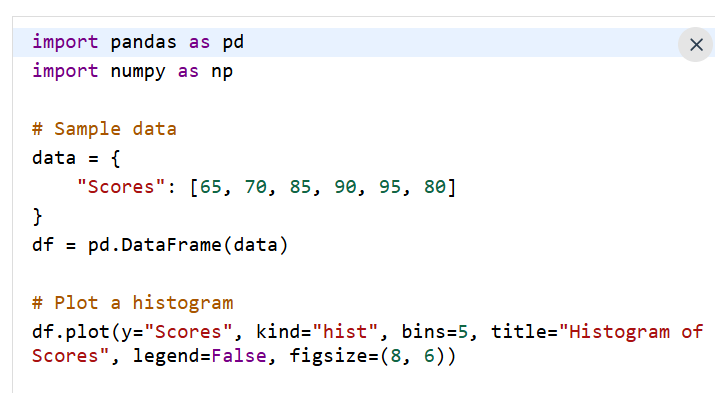 import pandas as pd
import numpy as np

# Sample data
data = {
    "Scores": [65, 70, 85, 90, 95, 80]
}
df = pd.DataFrame(data)

# Plot a histogram
df.plot(y="Scores", kind="hist", bins=5, title="Histogram of
Scores", legend=False, figsize=(8, 6))